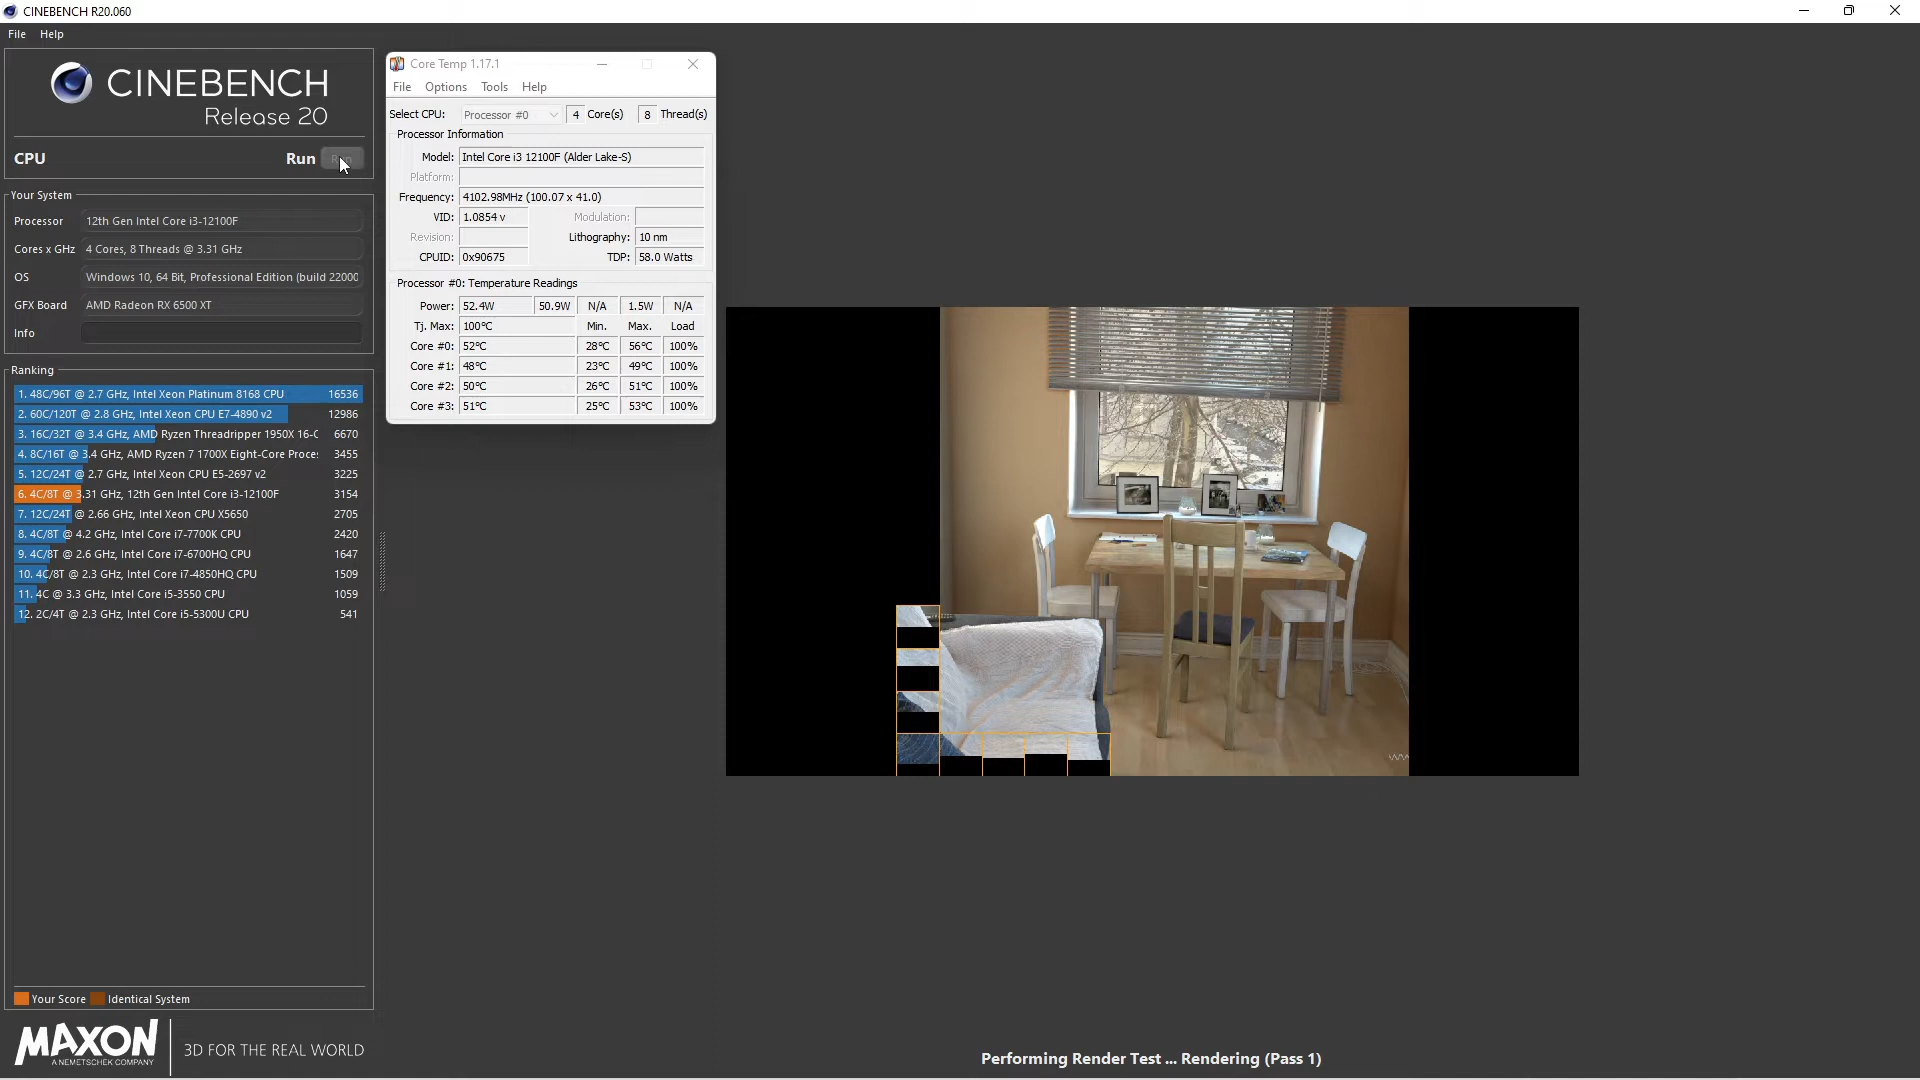 CINEBENCH R20.060
File Help
CINEBENCH
Release 20
CPU Run
Your System
Processor 12th Gen Intel Core i3-12100F
Cores x GHz 4 Cores, 8 Threads @ 3.31 GHz
OS Windows 10, 64 Bit, Professional Edition (build 22000
GFX Board AMD Radeon RX 6500 XT
Info
Ranking
1. 48C/96T @ 2.7 GHz, Intel Xeon Platinum 8168 CPU 16536
2. 60C/120T @ 2.8 GHz, Intel Xeon CPU E7-4890 v2 12986
3. 16C/32T @ 3.4 GHz, AMD Ryzen Threadripper 1950X 16-C 6670
4. 8C/16T @ 3.4 GHz, AMD Ryzen 7 1700X Eight-Core Proce: 3455
5. 12C/24T @ 2.7 GHz, Intel Xeon CPU E5-2697 v2 3225
6. 4C/8T @ 3.31 GHz, 12th Gen Intel Core i3-12100F 3154
7. 12C/24T @ 2.66 GHz, Intel Xeon CPU X5650 2705
8. 4C/8T @ 4.2 GHz, Intel Core i7-7700K CPU 2420
9. 4C/8T @ 2.6 GHz, Intel Core i7-6700HQ CPU 1647
10. 4C/8T @ 2.3 GHz, Intel Core i7-4850HQ CPU 1509
11. 4C @ 3.3 GHz, Intel Core i5-3550 CPU 1059
12. 2C/4T @ 2.3 GHz, Intel Core i5-5300U CPU 541
Your Score Identical System
MAXON
A NEMETSCHEK COMPANY
3D FOR THE REAL WORLD
Core Temp 1.17.1
File Options Tools Help
Select CPU: Processor #0 4 Core(s) 8 Thread(s)
Processor Information
Model: Intel Core i3 12100F (Alder Lake-S)
Platform:
Frequency: 4102.98MHz (100.07 x 41.0)
VID: 1.0854 v Modulation:
Revision: Lithography: 10 nm
CPUID: 0x90675 TDP: 58.0 Watts
Processor #0: Temperature Readings
Power: 52.4W 50.9W N/A 1.5W N/A
Tj. Max: 100°C Min. Max. Load
Core #0: 52°C 28°C 56°C 100%
Core #1: 48°C 23°C 49°C 100%
Core #2: 50°C 26°C 51°C 100%
Core #3: 51°C 25°C 53°C 100%
Performing Render Test ... Rendering (Pass 1)